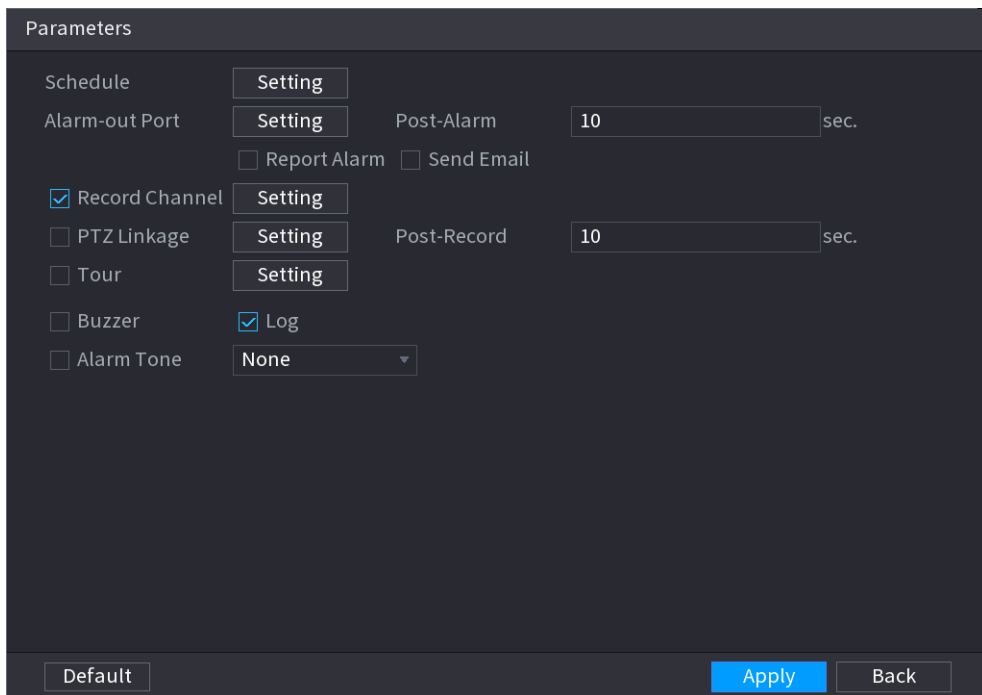 Parameters
Schedule Setting
Alarm-out Port Setting Post-Alarm 10 sec.
Report Alarm Send Email
Record Channel Setting
PTZ Linkage Setting Post-Record 10 sec.
Tour Setting
Buzzer Log
Alarm Tone None
Default Apply Back